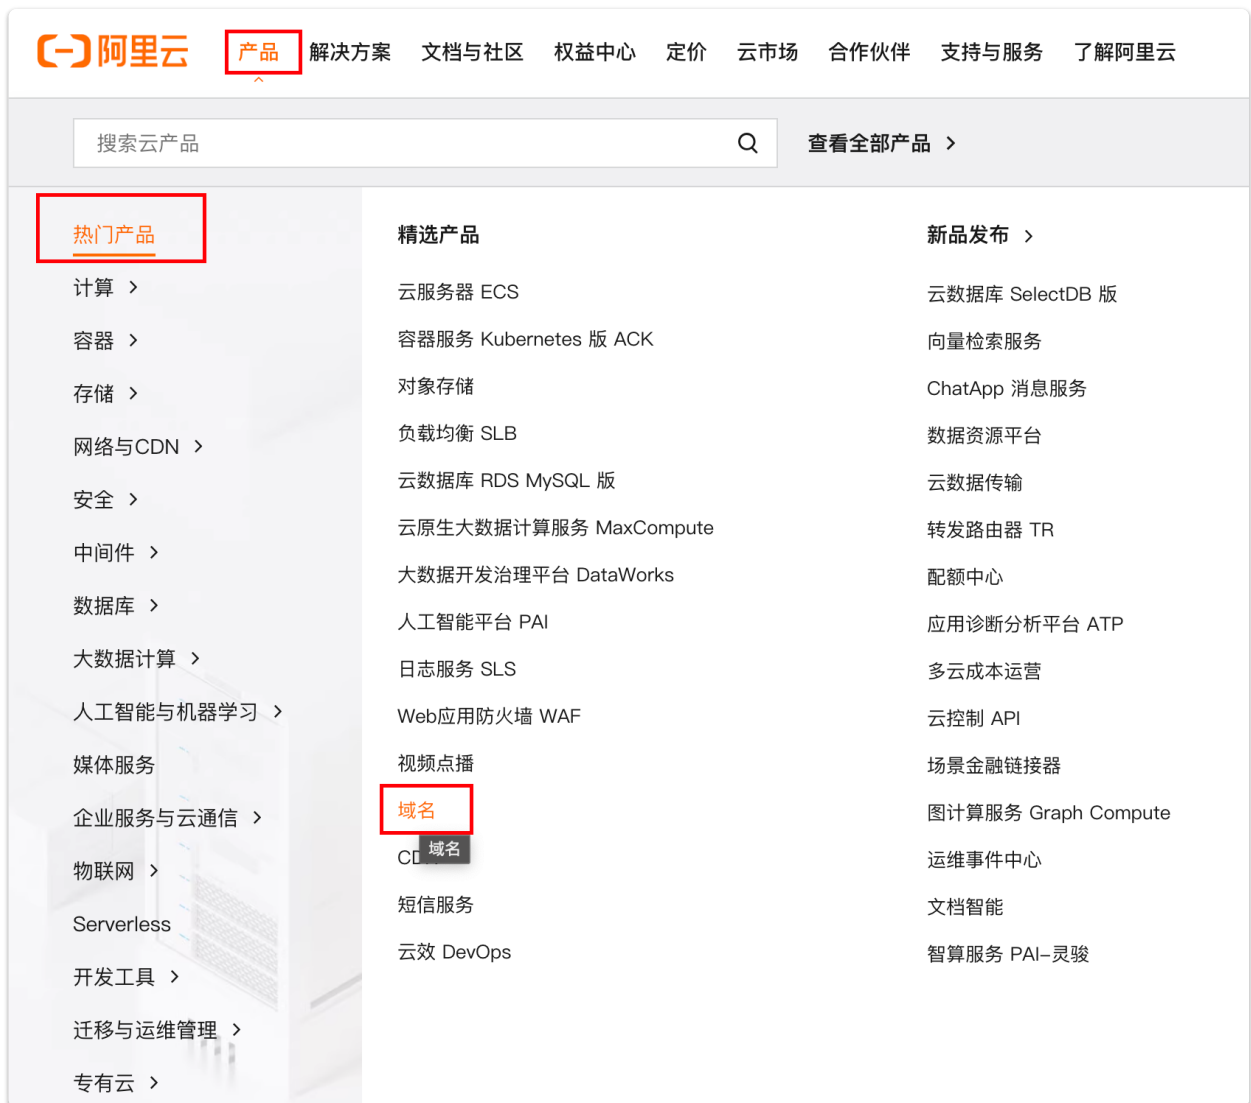 阿里云
产品 解决方案 文档与社区 权益中心 定价 云市场 合作伙伴 支持与服务 了解阿里云
搜索云产品
查看全部产品
热门产品
计算
容器
存储
网络与CDN
安全
中间件
数据库
大数据计算
人工智能与机器学习
媒体服务
企业服务与云通信
物联网
Serverless
开发工具
迁移与运维管理
专有云
精选产品
云服务器 ECS
容器服务 Kubernetes 版 ACK
对象存储
负载均衡 SLB
云数据库 RDS MySQL 版
云原生大数据计算服务 MaxCompute
大数据开发治理平台 DataWorks
人工智能平台 PAI
日志服务 SLS
Web应用防火墙 WAF
视频点播
域名
域名
短信服务
云效 DevOps
新品发布
云数据库 SelectDB 版
向量检索服务
ChatApp 消息服务
数据资源平台
云数据传输
转发路由器 TR
配额中心
应用诊断分析平台 ATP
多云成本运营
云控制 API
场景金融链接器
图计算服务 Graph Compute
运维事件中心
文档智能
智算服务 PAI-灵骏